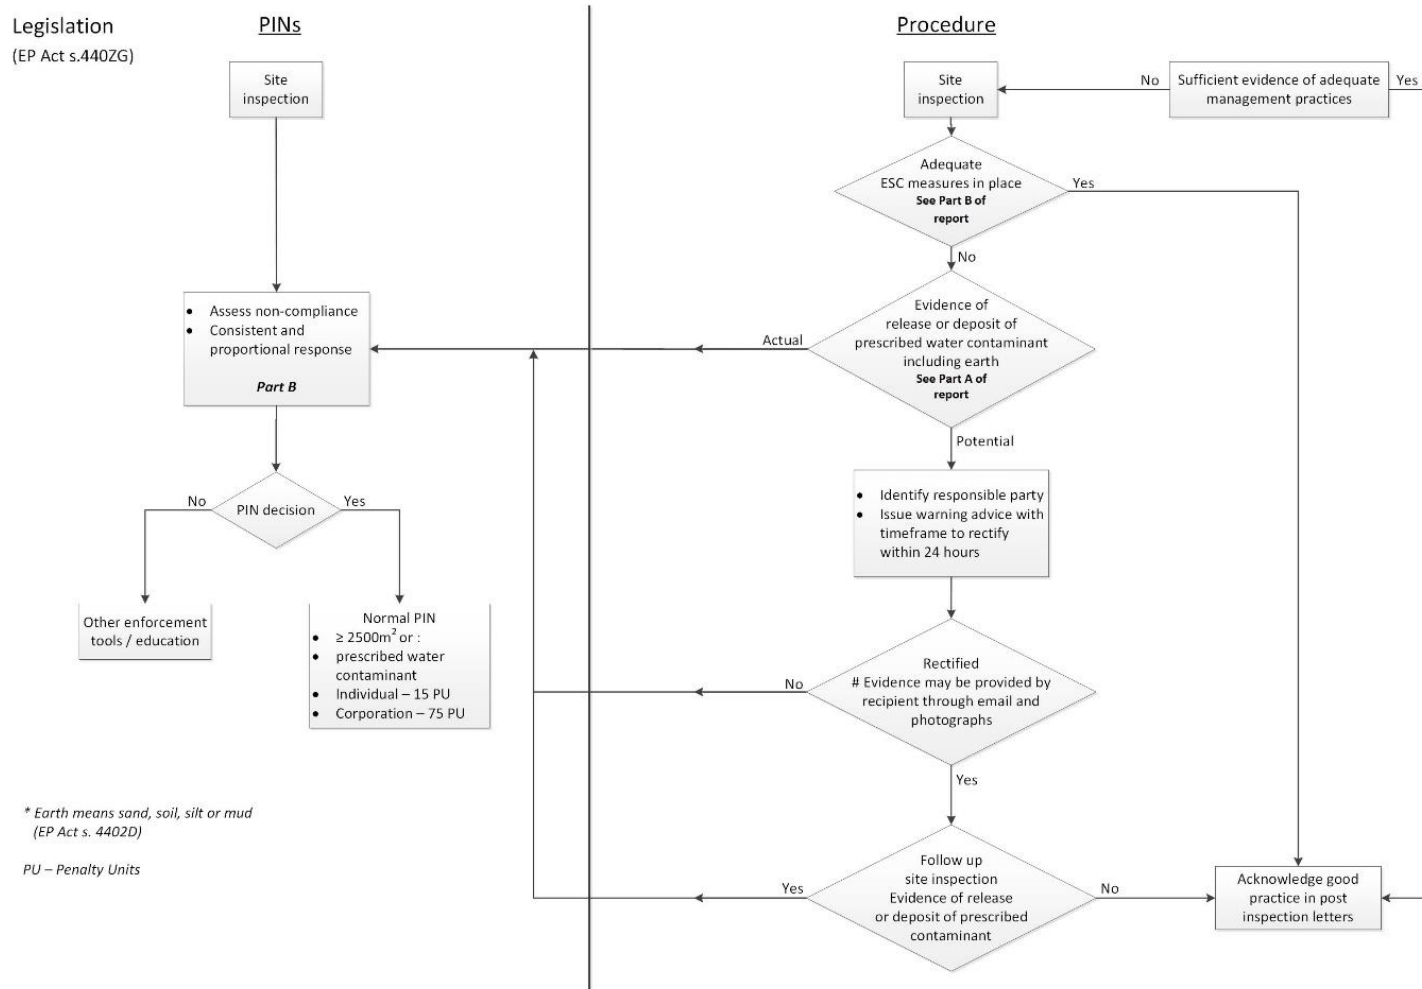 Legislation
(EP Act s.440ZG)
PINs
Site
inspection
• Assess non-compliance
• Consistent and
proportional response
Part B
No
PIN decision
Yes
Other enforcement
tools / education
Normal PIN
• ≥ 2500m² or :
• prescribed water
contaminant
• Individual – 15 PU
• Corporation – 75 PU
* Earth means sand, soil, silt or mud
(EP Act s. 4402D)
PU – Penalty Units
Procedure
Site
inspection
No
Sufficient evidence of adequate
management practices
Yes
Adequate
ESC measures in place
See Part B of
report
Yes
No
Evidence of
release or deposit of
prescribed water contaminant
including earth
See Part A of
report
Actual
Potential
• Identify responsible party
• Issue warning advice with
timeframe to rectify
within 24 hours
Rectified
# Evidence may be provided by
recipient through email and
photographs
No
Yes
Follow up
site inspection
Evidence of release
or deposit of prescribed
contaminant
Yes
No
Acknowledge good
practice in post
inspection letters